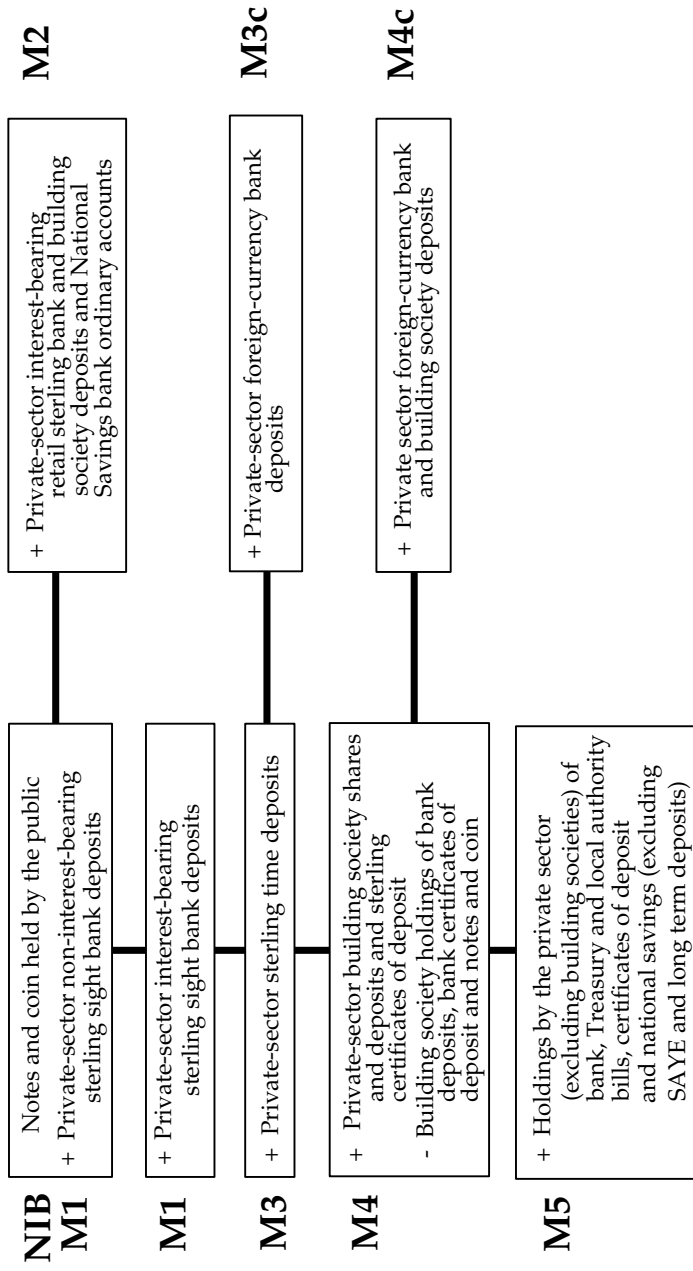 NIB
M1
Notes and coin held by the public
+ Private-sector non-interest-bearing
sterling sight bank deposits
M1
+ Private-sector interest-bearing
sterling sight bank deposits
M3
+ Private-sector sterling time deposits
M4
+ Private-sector building society shares
and deposits and sterling
certificates of deposit
- Building society holdings of bank
deposits, bank certificates of
deposit and notes and coin
M5
+ Holdings by the private sector
(excluding building societies) of
bank, Treasury and local authority
bills, certificates of deposit
and national savings (excluding
SAYE and long term deposits)
+ Private-sector interest-bearing
retail sterling bank and building
society deposits and National
Savings bank ordinary accounts
M2
+ Private-sector foreign-currency bank
deposits
M3c
+ Private sector foreign-currency bank
and building society deposits
M4c